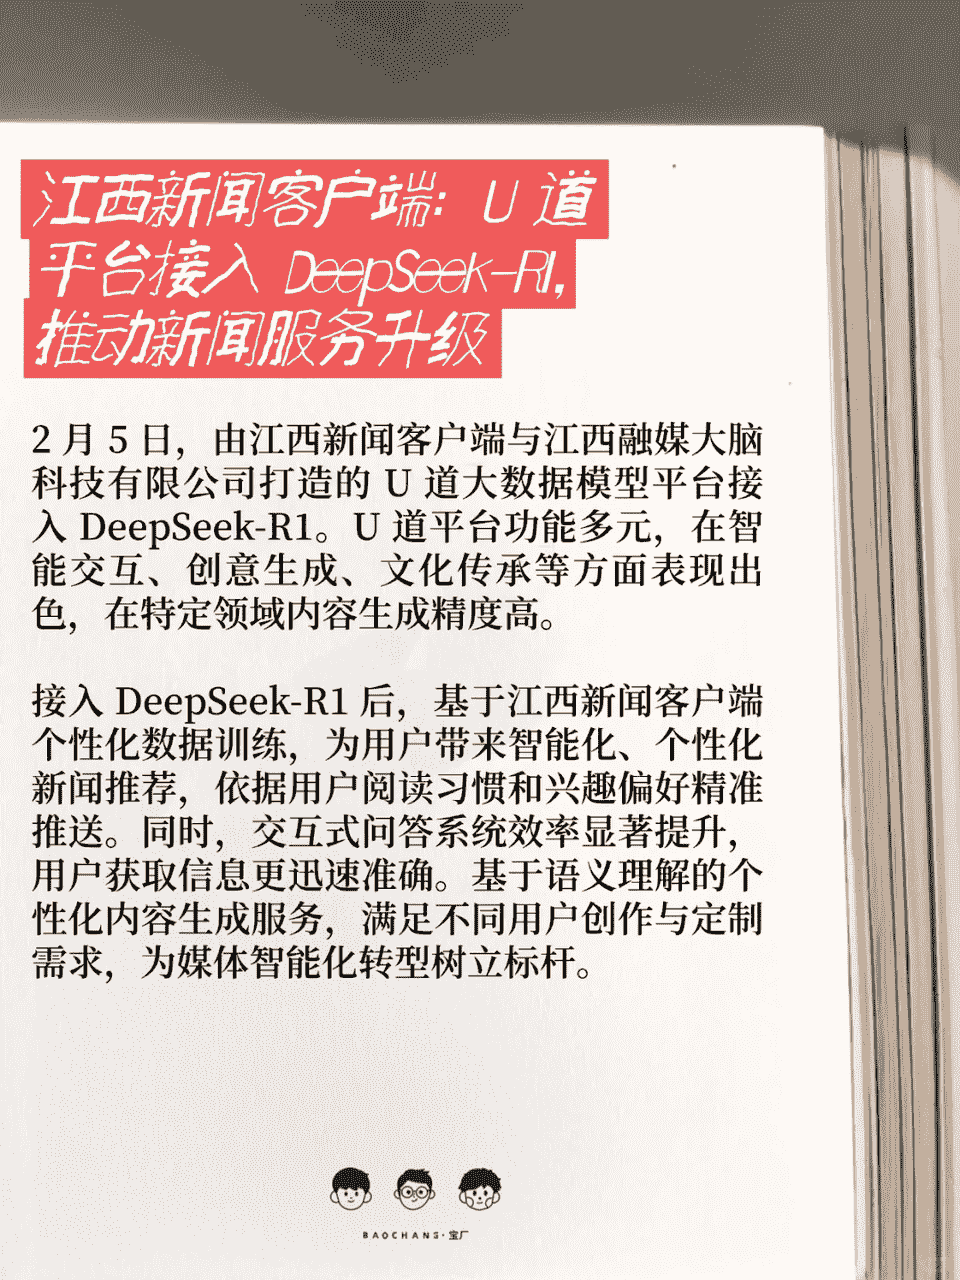 江西新闻客户端：U 道
平台接入 DeepSeek-R1，
推动新闻服务升级
2 月 5 日，由江西新闻客户端与江西融媒大脑
科技有限公司打造的 U 道大数据模型平台接
入 DeepSeek-R1。U 道平台功能多元，在智
能交互、创意生成、文化传承等方面表现出
色，在特定领域内容生成精度高。
接入 DeepSeek-R1 后，基于江西新闻客户端
个性化数据训练，为用户带来智能化、个性化
新闻推荐，依据用户阅读习惯和兴趣偏好精准
推送。同时，交互式问答系统效率显著提升，
用户获取信息更迅速准确。基于语义理解的个
性化内容生成服务，满足不同用户创作与定制
需求，为媒体智能化转型树立标杆。
BAOCHANG·宝厂